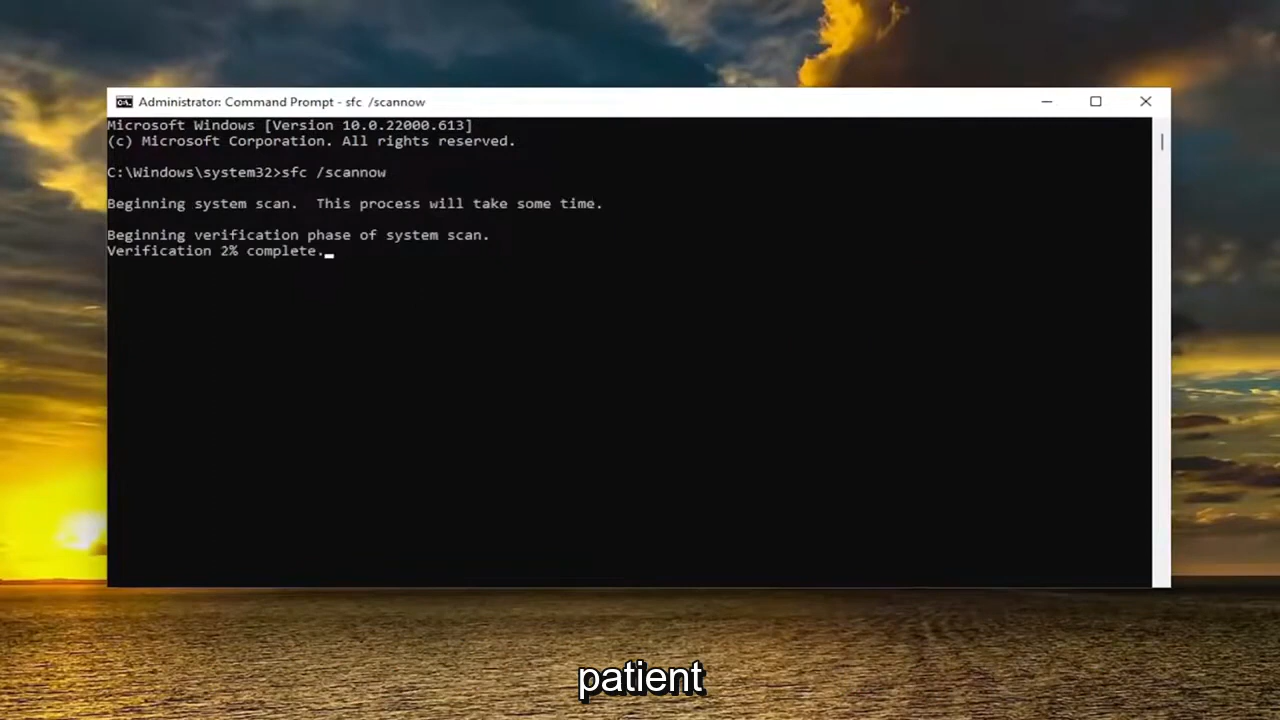 Administrator: Command Prompt - sfc /scannow
Microsoft Windows [Version 10.0.22000.613]
(c) Microsoft Corporation. All rights reserved.
C:\Windows\system32>sfc /scannow
Beginning system scan.  This process will take some time.
Beginning verification phase of system scan.
Verification 2% complete.
patient